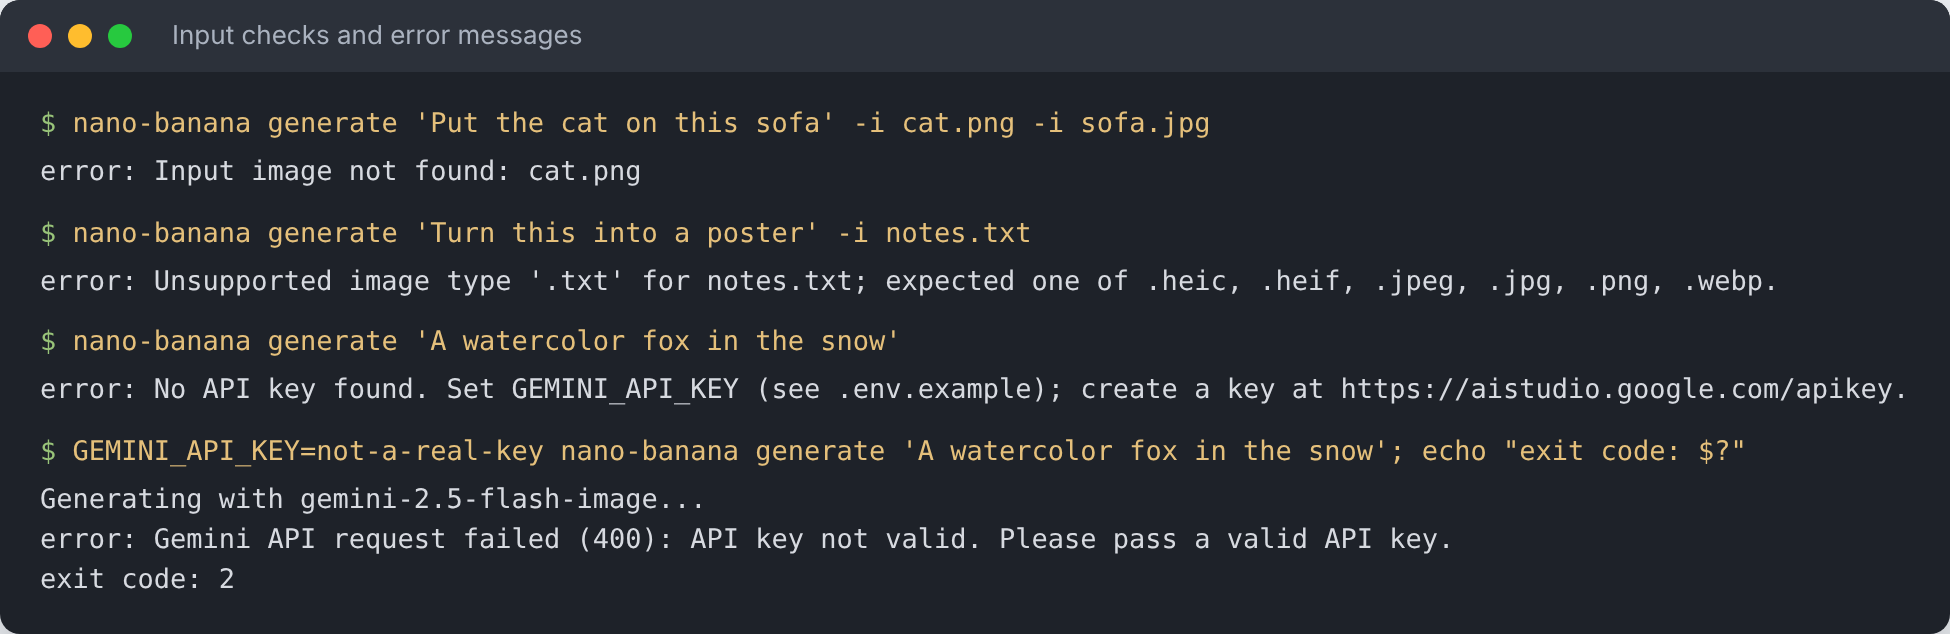 Input checks and error messages
$ nano-banana generate 'Put the cat on this sofa' -i cat.png -i sofa.jpg
error: Input image not found: cat.png
$ nano-banana generate 'Turn this into a poster' -i notes.txt
error: Unsupported image type '.txt' for notes.txt; expected one of .heic, .heif, .jpeg, .jpg, .png, .webp.
$ nano-banana generate 'A watercolor fox in the snow'
error: No API key found. Set GEMINI_API_KEY (see .env.example); create a key at https://aistudio.google.com/apikey.
$ GEMINI_API_KEY=not-a-real-key nano-banana generate 'A watercolor fox in the snow'; echo "exit code: $?"
Generating with gemini-2.5-flash-image...
error: Gemini API request failed (400): API key not valid. Please pass a valid API key.
exit code: 2